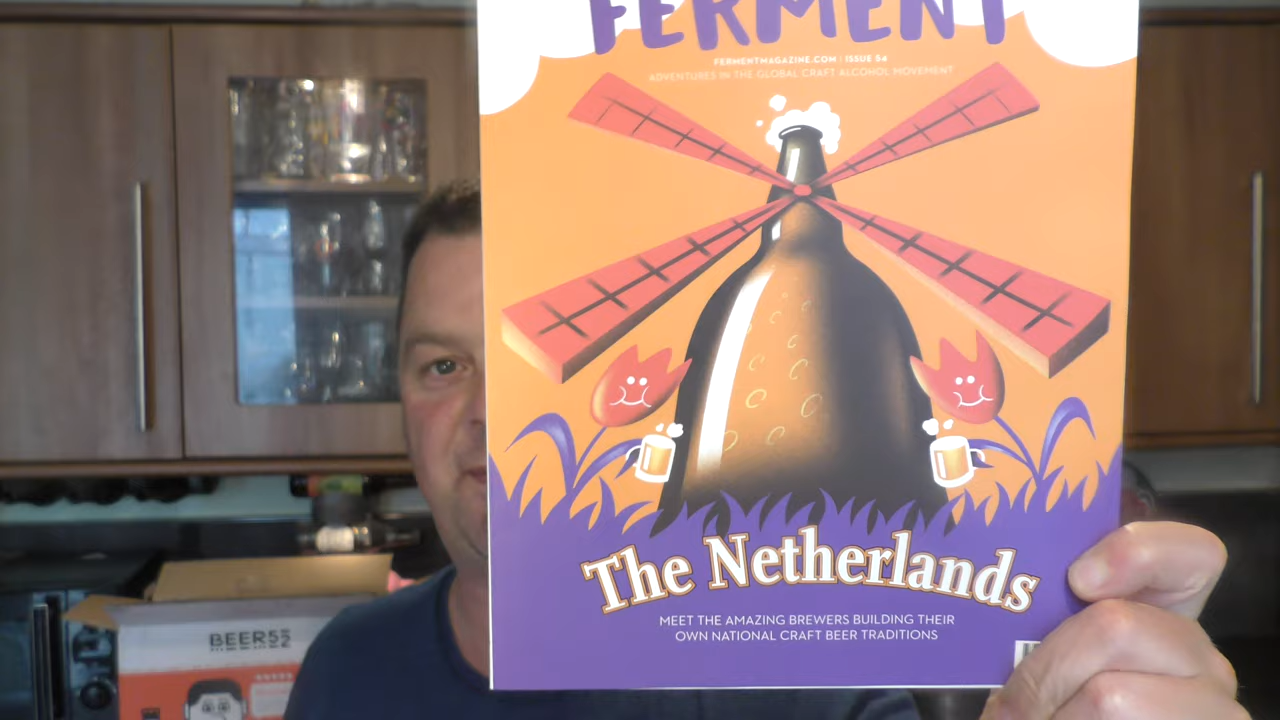 FERMENT
FERMENTMAGAZINE.COM | ISSUE 54
ADVENTURES IN THE GLOBAL CRAFT ALCOHOL MOVEMENT
The Netherlands
MEET THE AMAZING BREWERS BUILDING THEIR
OWN NATIONAL CRAFT BEER TRADITIONS
BEER52